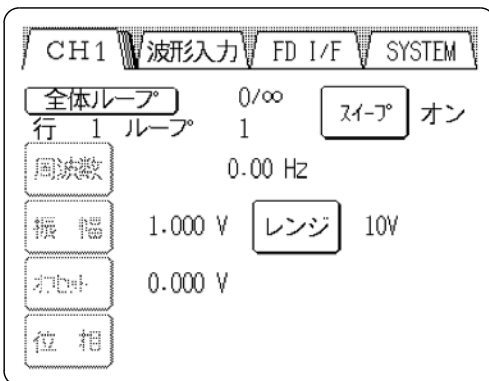 CH1 波形入力 FD I/F SYSTEM
全体ループ 0/∞ スイープ オン
行 1 ループ 1
周波数 0.00 Hz
振 幅 1.000 V レンジ 10V
オフセット 0.000 V
位 相